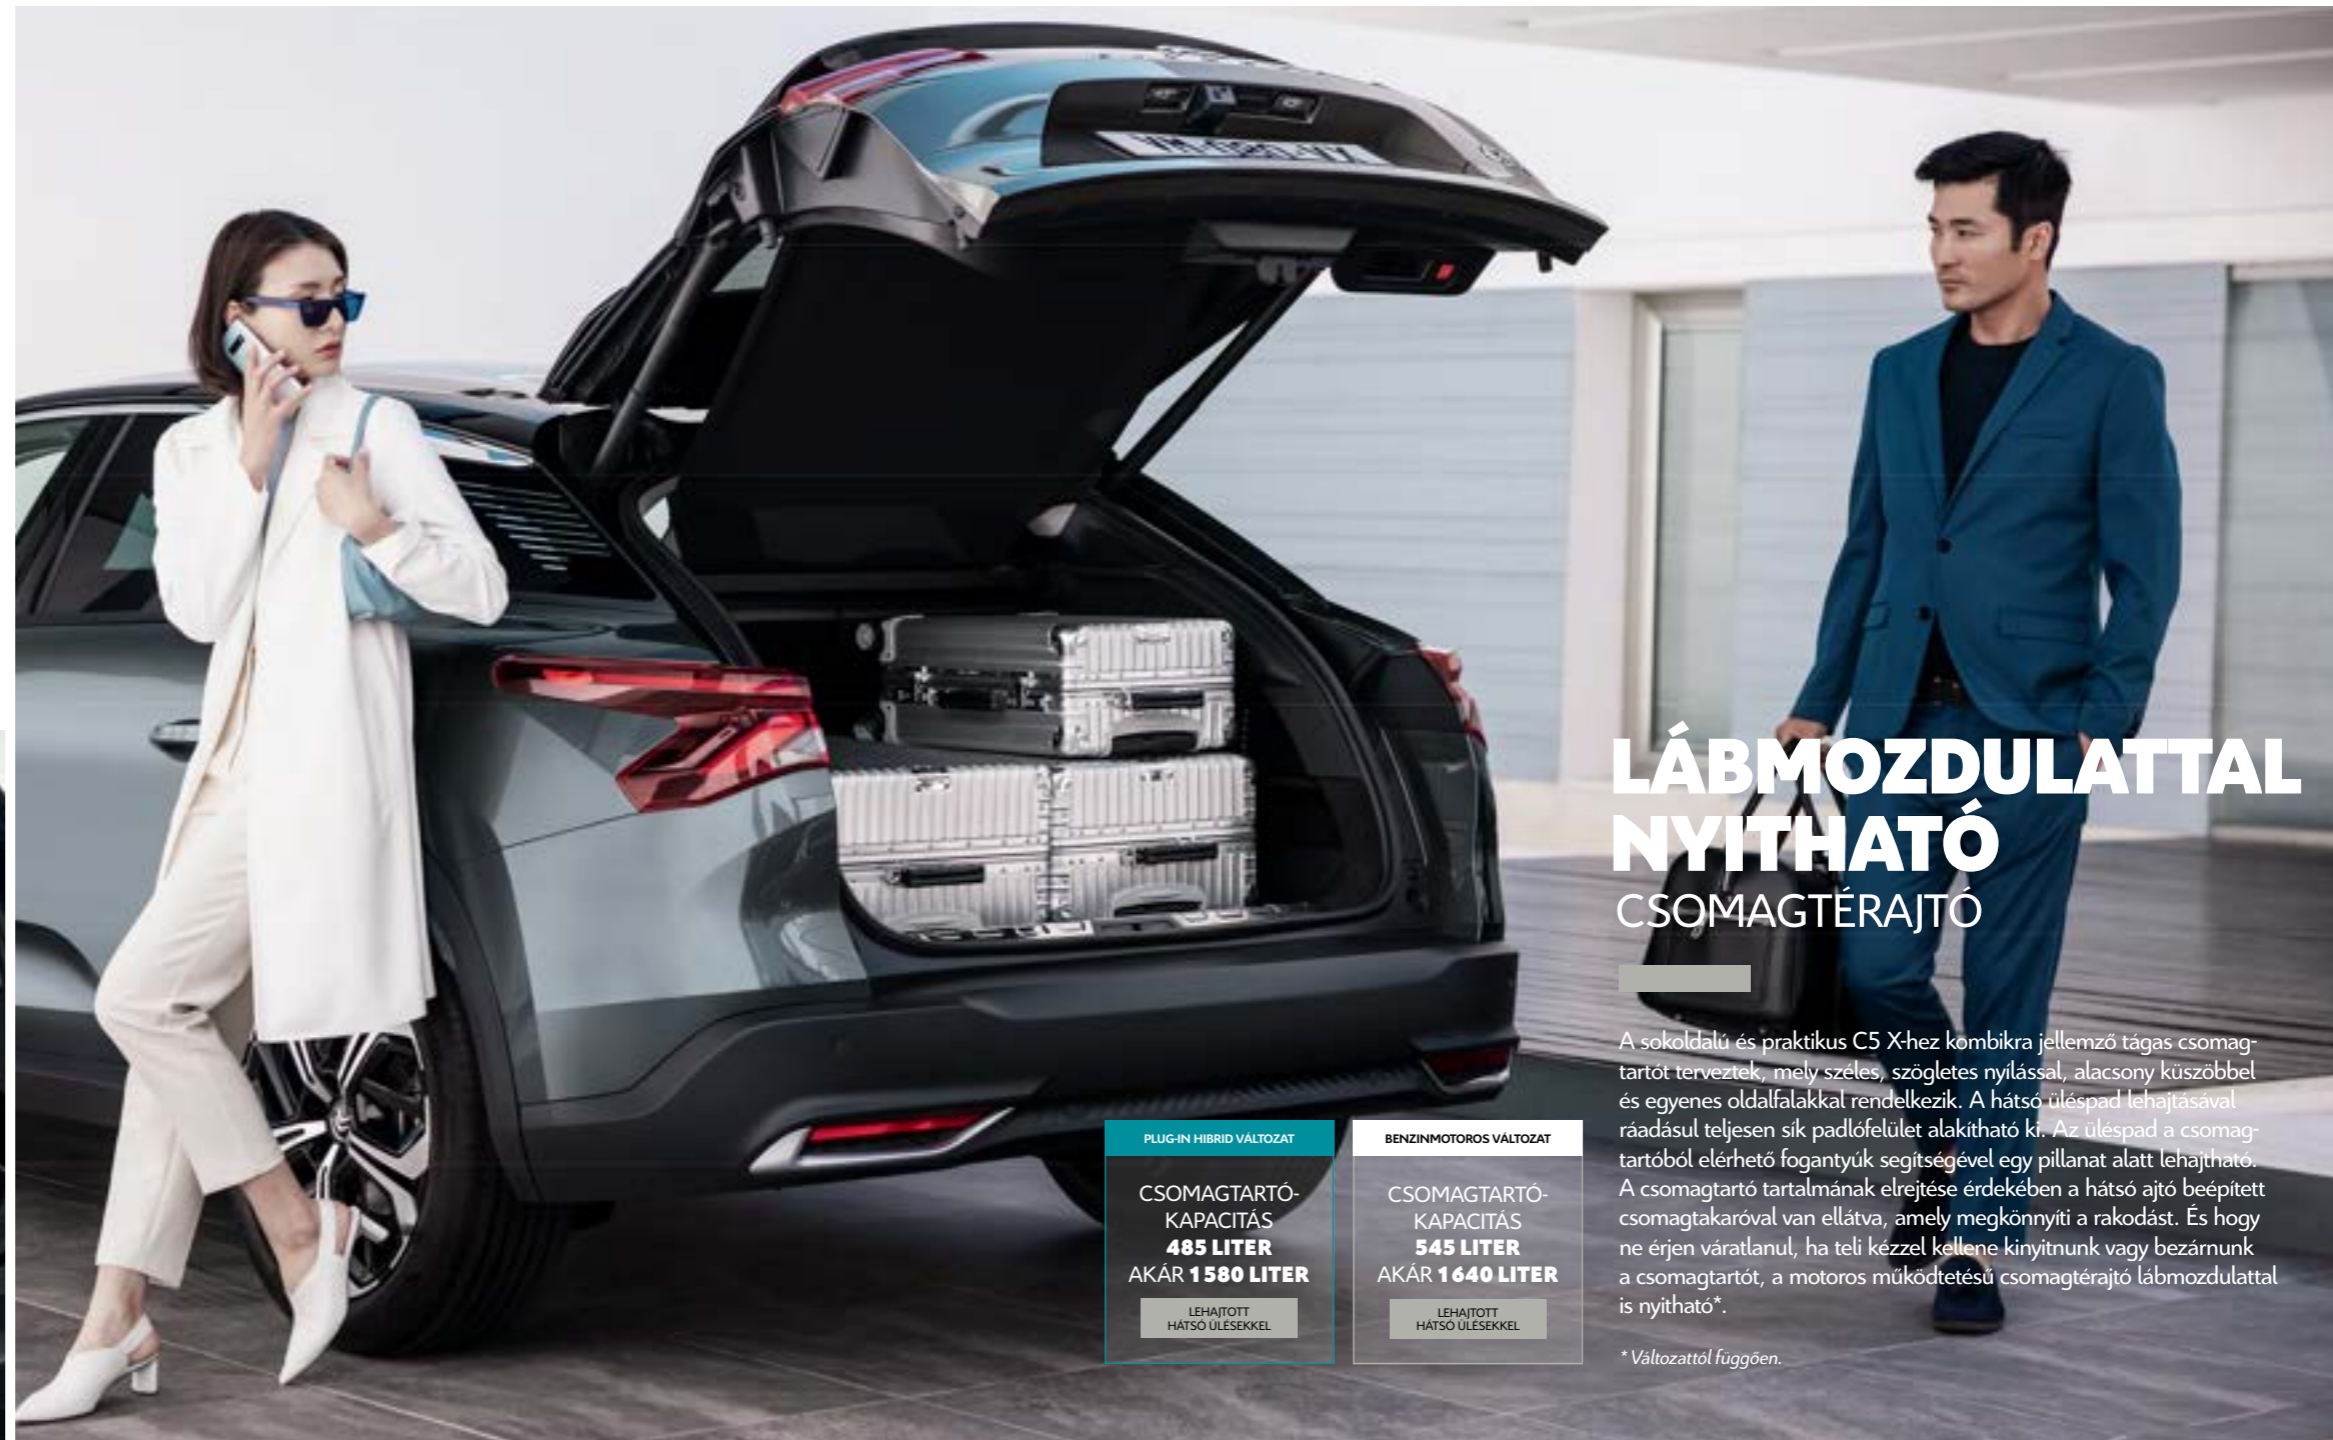 LÁBMOZDULATTAL
NYITHATÓ
CSOMAGTÉRAJTÓ
A sokoldalú és praktikus C5 X-hez kombikra jellemző tágas csomag-
tartót terveztek, mely széles, szögletes nyílással, alacsony küszöbbel
és egyenes oldalfalakkal rendelkezik. A hátsó üléspad lehajtásával
ráadásul teljesen sík padlófelület alakítható ki. Az üléspad a csomag-
tartóból elérhető fogantyúk segítségével egy pillanat alatt lehajtható.
A csomagtartó tartalmának elrejtése érdekében a hátsó ajtó beépített
csomagtakaróval van ellátva, amely megkönnyíti a rakodást. És hogy
ne érjen váratlanul, ha teli kézzel kellene kinyitnunk vagy bezárnunk
a csomagtartót, a motoros működtetésű csomagtérajtó lábmozdulattal
is nyitható*.
* Változattól függően.
PLUG-IN HIBRID VÁLTOZAT
CSOMAGTARTÓ-
KAPACITÁS
485 LITER
AKÁR 1 580 LITER
LEHAJTOTT
HÁTSÓ ÜLÉSEKKEL
BENZINMOTOROS VÁLTOZAT
CSOMAGTARTÓ-
KAPACITÁS
545 LITER
AKÁR 1 640 LITER
LEHAJTOTT
HÁTSÓ ÜLÉSEKKEL